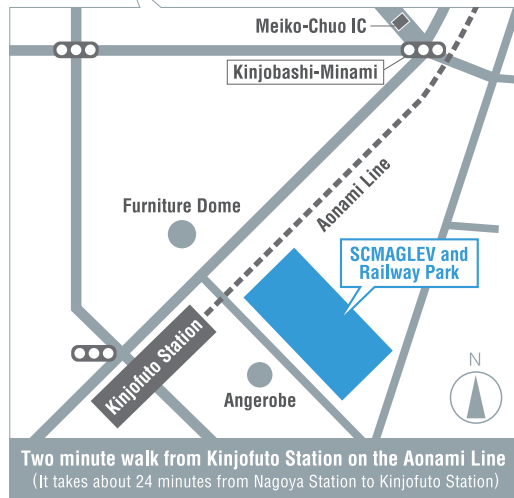 Meiko-Chuo IC
Kinjobashi-Minami
Aonami Line
Furniture Dome
SCMAGLEV and
Railway Park
Kinjofuto Station
Angerobe
N
Two minute walk from Kinjofuto Station on the Aonami Line
(It takes about 24 minutes from Nagoya Station to Kinjofuto Station)